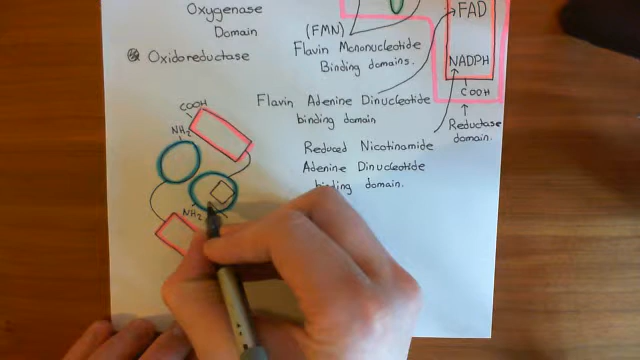 Oxygenase
Domain
Oxidoreductase
(FMN)
Flavin Mononucleotide
Binding domains.
FAD
NADPH
COOH
Reductase
domain.
Flavin Adenine Dinucleotide
binding domain
Reduced Nicotinamide
Adenine Dinucleotide
binding domain.
COOH
NH2
NH2